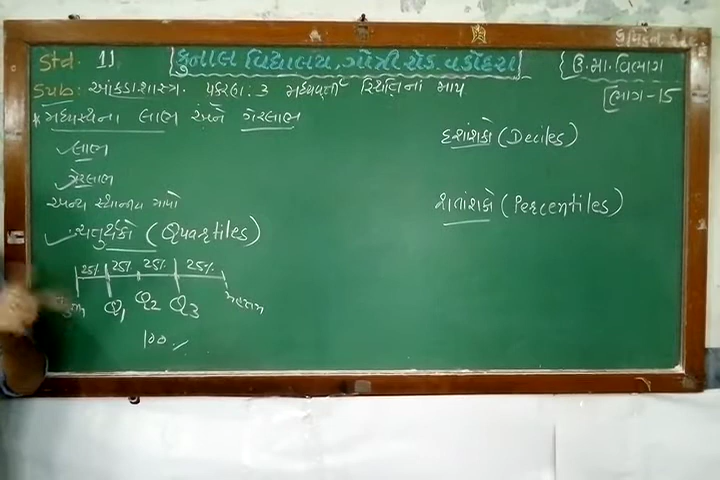 Std. 11 કુનાલ વિદ્યાલય, ગોત્રી રોડ, વડોદરા ઉ.મા. વિભાગ
Sub: આંકડાશાસ્ત્ર. પ્રકરણ: 3 મધ્યવર્તી સ્થિતિનાં માપ ભાગ-15
* મધ્યસ્થના લાભ અને ગેરલાભ
લાભ
ગેરલાભ
અન્ય સ્થાનીય માપો
ચતુર્થકો (Quartiles)
25% 25% 25% 25%
Q1 Q2 Q3 મહત્તમ
100
દશાંશકો (Deciles)
શતાંશકો (Percentiles)